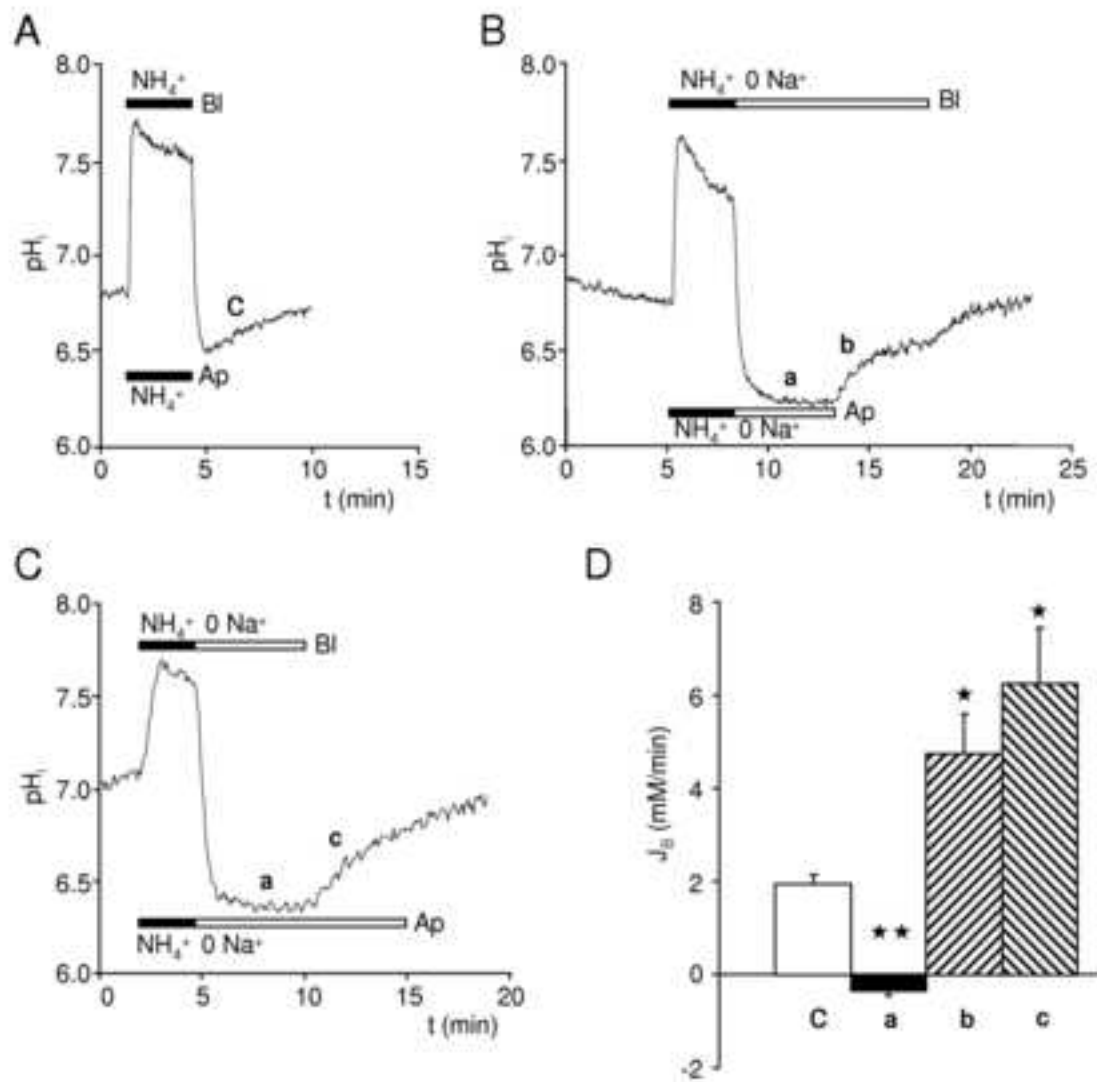 A
8.0
NH₄⁺
Bl
7.5
pHᵢ
7.0
C
6.5
Ap
NH₄⁺
6.0
0 5 10 15
t (min)
B
8.0
NH₄⁺ 0 Na⁺
Bl
7.5
pHᵢ
7.0
b
6.5
a
Ap
NH₄⁺ 0 Na⁺
6.0
0 5 10 15 20 25
t (min)
C
8.0
NH₄⁺ 0 Na⁺
Bl
7.5
pHᵢ
7.0
c
6.5
a
Ap
NH₄⁺ 0 Na⁺
6.0
0 5 10 15 20
t (min)
D
8
★
6
★
J_B (mM/min)
4
2
★★
0
C a b c
-2